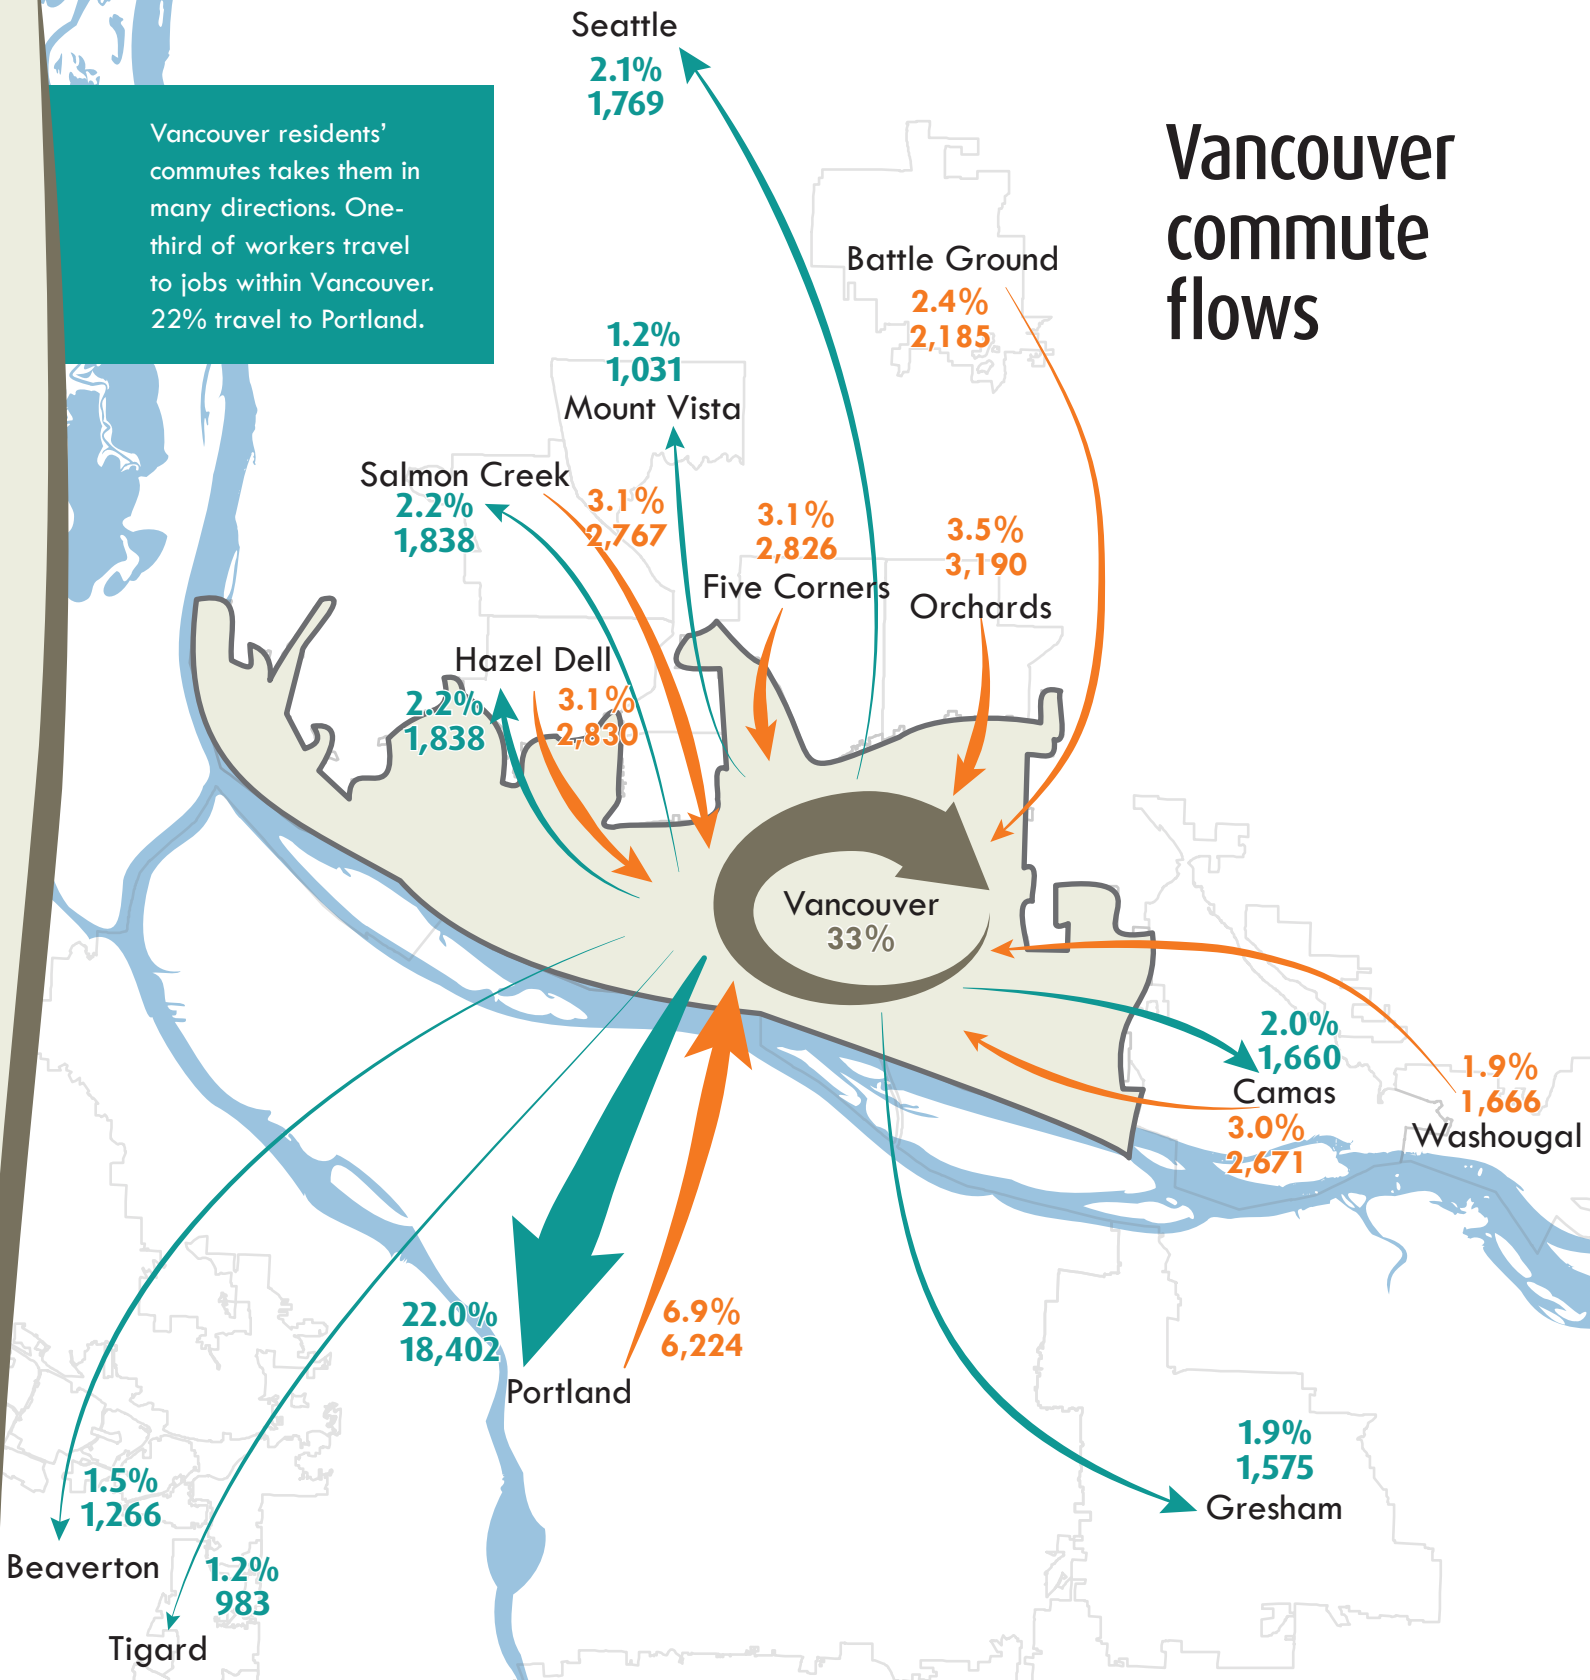 Seattle
2.1%
1,769
Vancouver residents’
commutes takes them in
many directions. One-
third of workers travel
to jobs within Vancouver.
22% travel to Portland.
Vancouver
commute
flows
Battle Ground
2.4%
2,185
1.2%
1,031
Mount Vista
Salmon Creek
2.2%
1,838
3.1%
2,767
3.1%
2,826
Five Corners
3.5%
3,190
Orchards
Hazel Dell
2.2%
1,838
3.1%
2,830
Vancouver
33%
2.0%
1,660
Camas
3.0%
2,671
1.9%
1,666
Washougal
22.0%
18,402
6.9%
6,224
Portland
1.9%
1,575
Gresham
1.5%
1,266
Beaverton
1.2%
983
Tigard